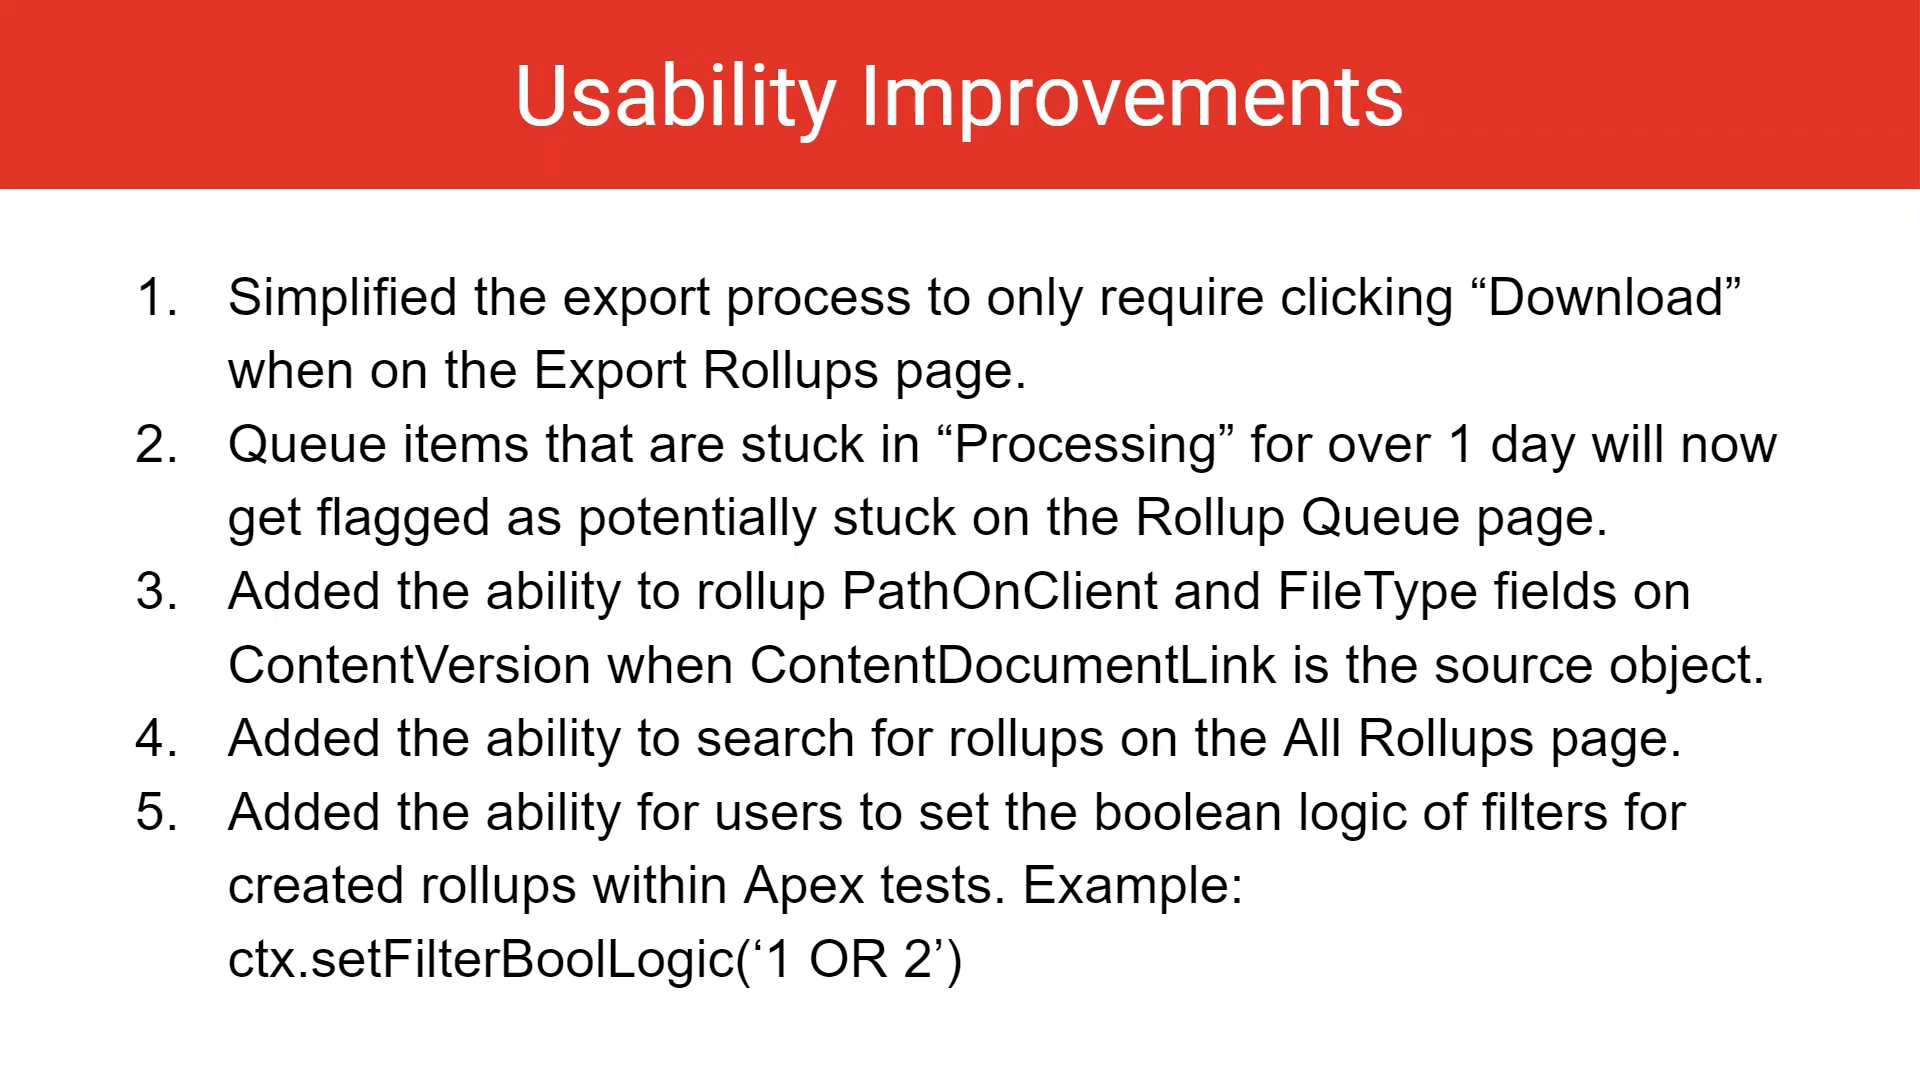 Usability Improvements
1. Simplified the export process to only require clicking “Download”
when on the Export Rollups page.
2. Queue items that are stuck in “Processing” for over 1 day will now
get flagged as potentially stuck on the Rollup Queue page.
3. Added the ability to rollup PathOnClient and FileType fields on
ContentVersion when ContentDocumentLink is the source object.
4. Added the ability to search for rollups on the All Rollups page.
5. Added the ability for users to set the boolean logic of filters for
created rollups within Apex tests. Example:
ctx.setFilterBoolLogic(‘1 OR 2’)